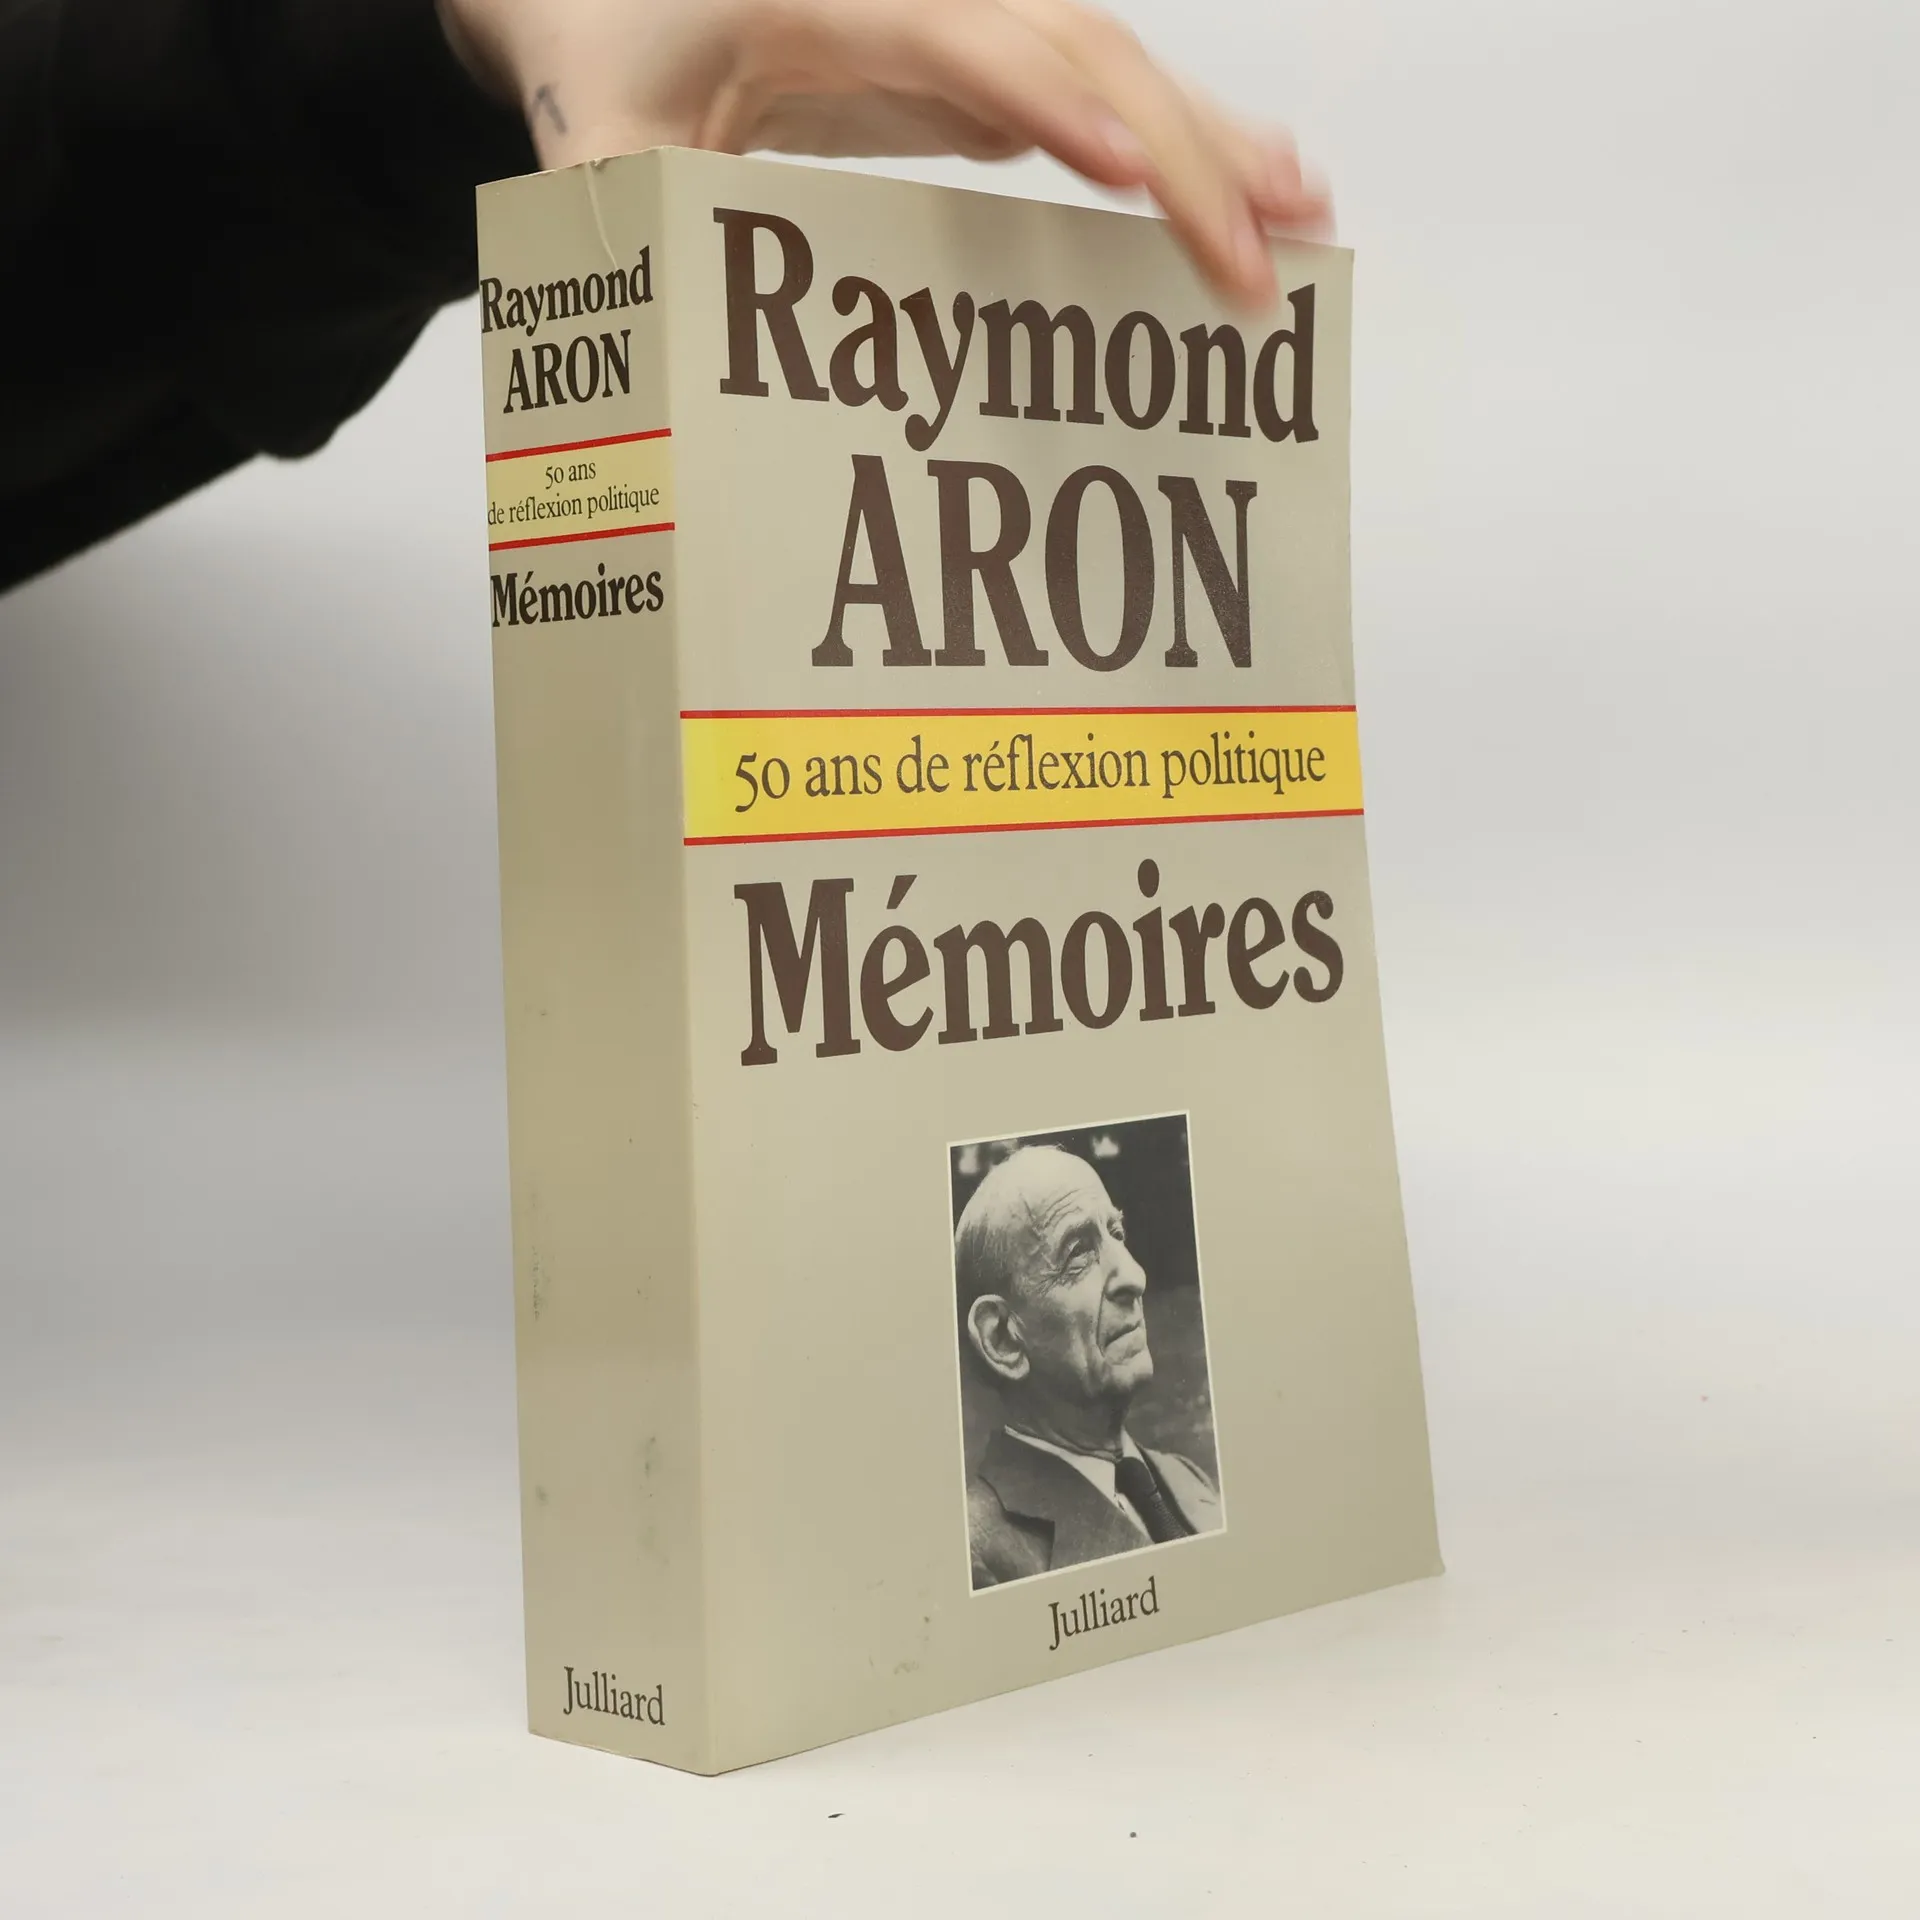 Raymond
ARON
50 ans
de réflexion politique
Mémoires
Julliard
Raymond
ARON
50 ans de réflexion politique
Mémoires
Julliard